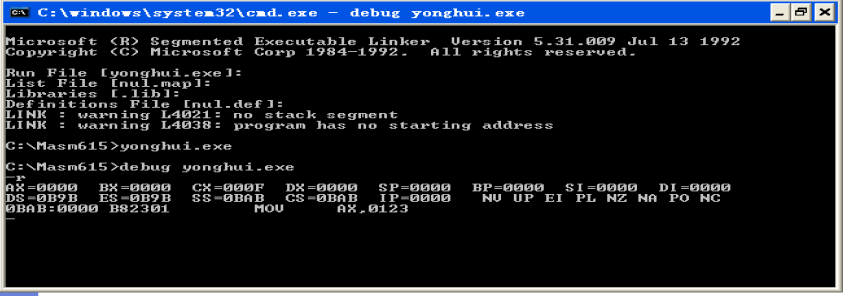 C:\windows\system32\cmd.exe - debug yonghui.exe
Microsoft (R) Segmented Executable Linker  Version 5.31.009 Jul 13 1992
Copyright (C) Microsoft Corp 1984-1992.  All rights reserved.
Run File [yonghui.exe]:
List File [nul.map]:
Libraries [.lib]:
Definitions File [nul.def]:
LINK : warning L4021: no stack segment
LINK : warning L4038: program has no starting address
C:\Masm615>yonghui.exe
C:\Masm615>debug yonghui.exe
-r
AX=0000  BX=0000  CX=000F  DX=0000  SP=0000  BP=0000  SI=0000  DI=0000
DS=0B9B  ES=0B9B  SS=0BAB  CS=0BAB  IP=0000   NV UP EI PL NZ NA PO NC
0BAB:0000 B82301        MOV     AX,0123
-